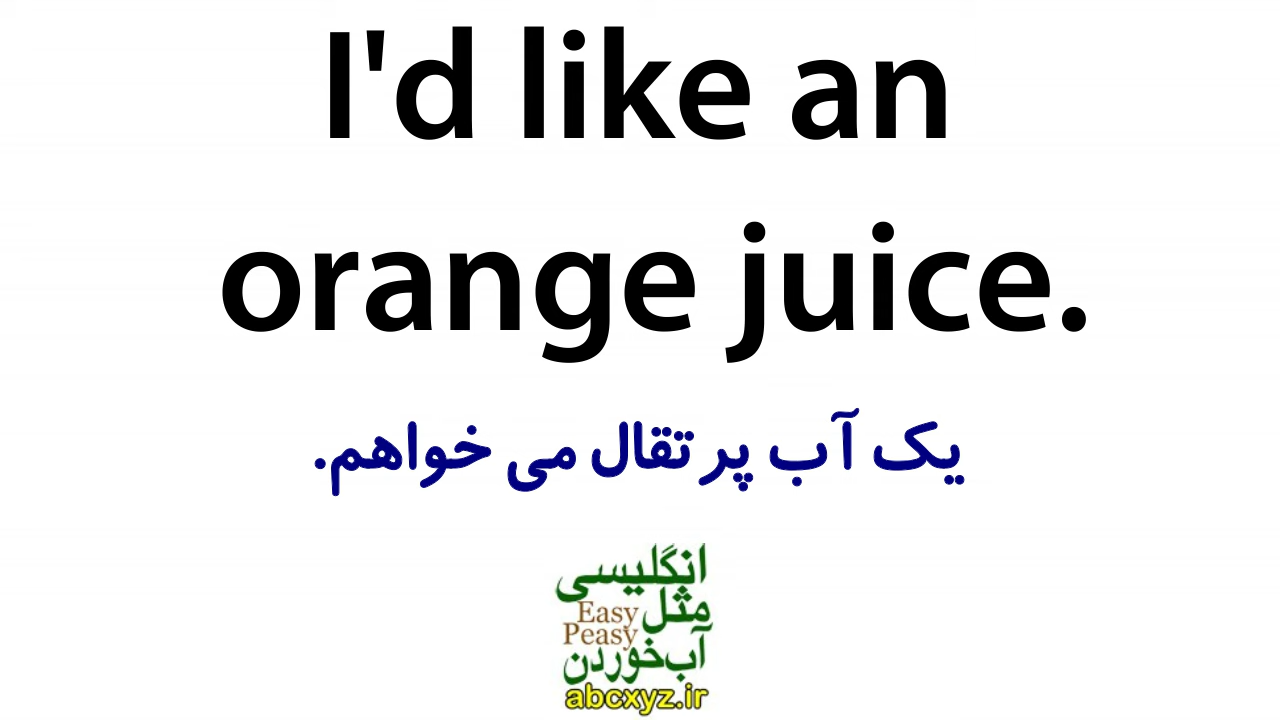 I'd like an
orange juice.
یک آب پرتقال می خواهم.
انگلیسی
مثل
Easy
Peasy
آب خوردن
abcxyz.ir